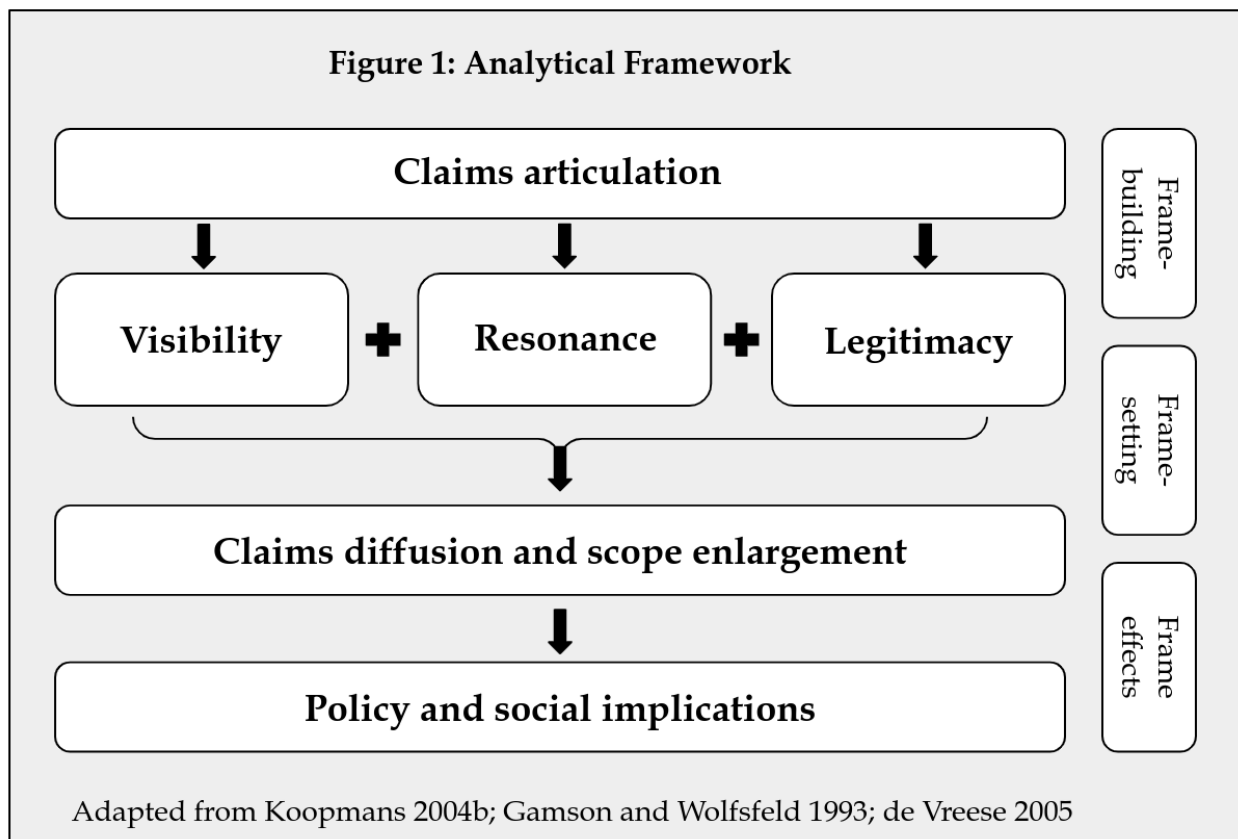 Figure 1: Analytical Framework
Claims articulation
Visibility
Resonance
Legitimacy
Claims diffusion and scope enlargement
Policy and social implications
Frame-
building
Frame-
setting
Frame
effects
Adapted from Koopmans 2004b; Gamson and Wolfsfeld 1993; de Vreese 2005